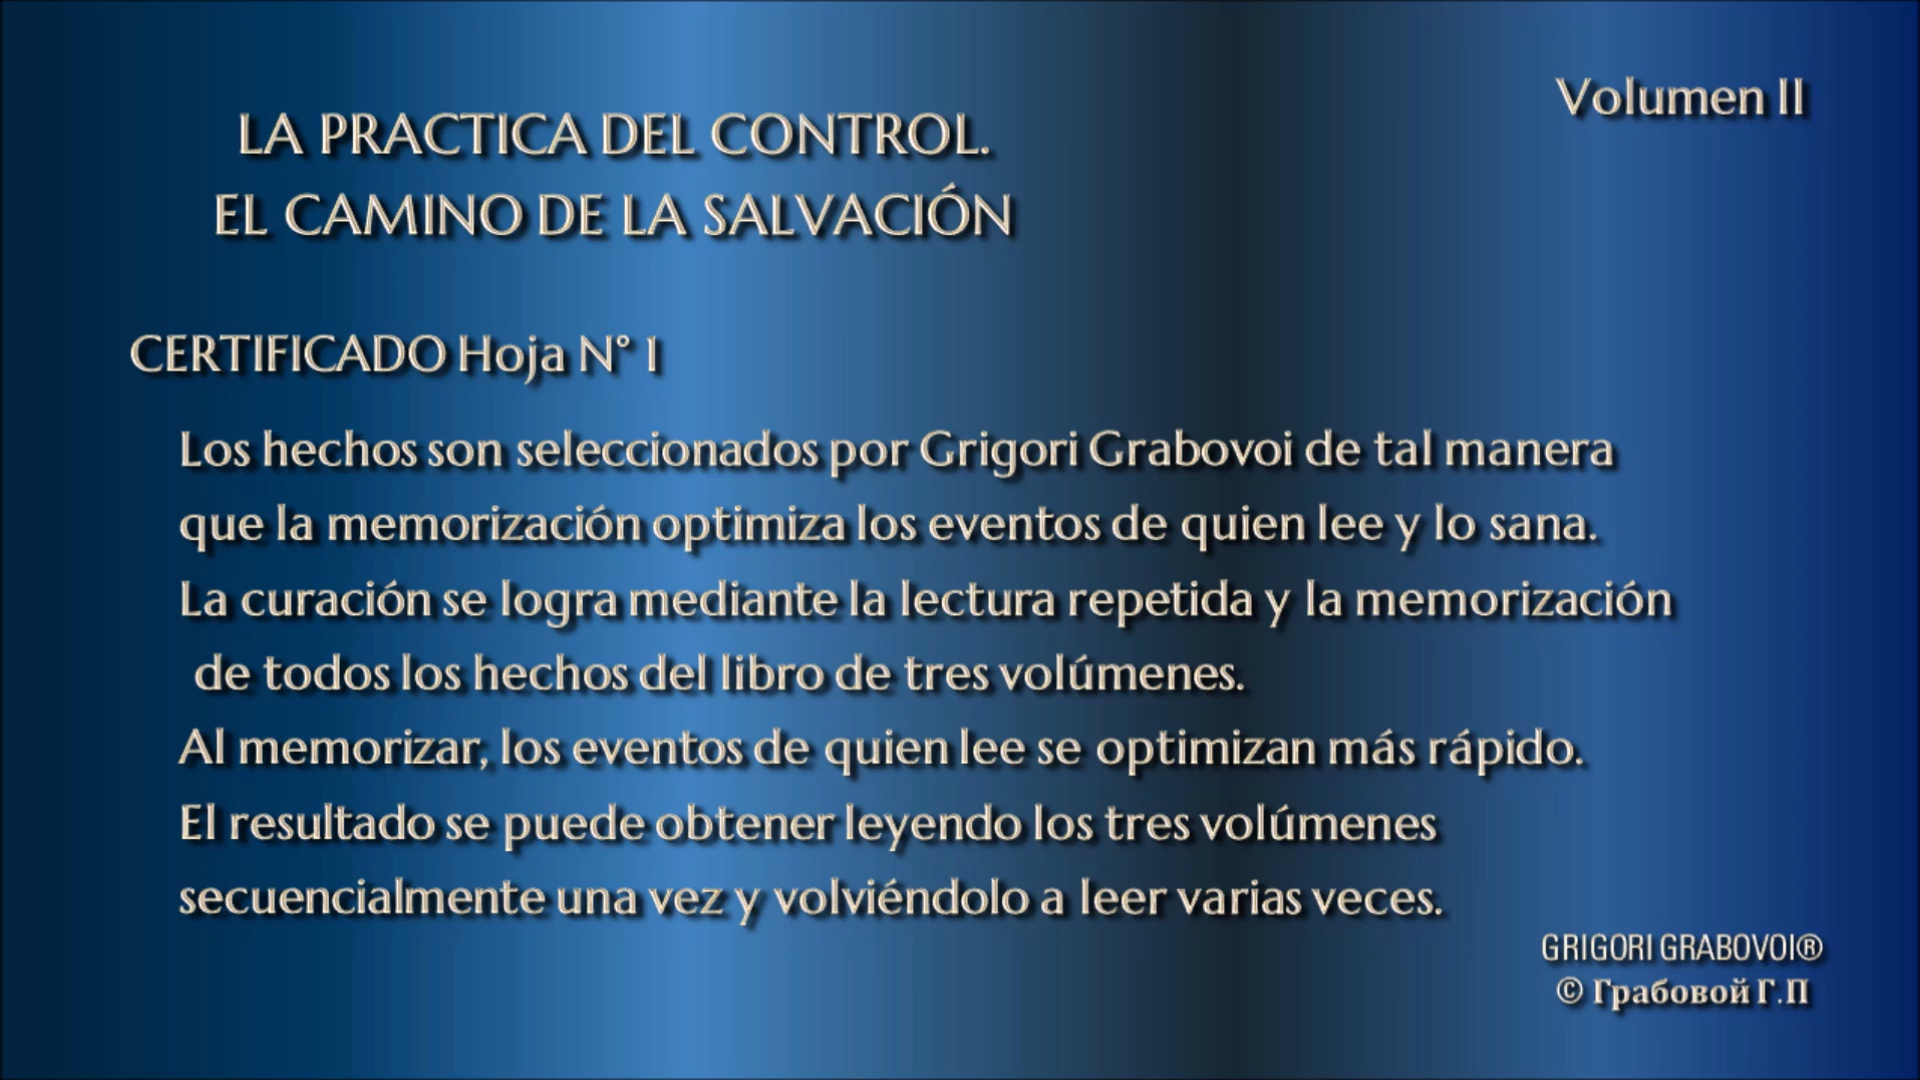 Volumen II
LA PRACTICA DEL CONTROL.
EL CAMINO DE LA SALVACIÓN
CERTIFICADO Hoja N° 1
Los hechos son seleccionados por Grigori Grabovoi de tal manera
que la memorización optimiza los eventos de quien lee y lo sana.
La curación se logra mediante la lectura repetida y la memorización
de todos los hechos del libro de tres volúmenes.
Al memorizar, los eventos de quien lee se optimizan más rápido.
El resultado se puede obtener leyendo los tres volúmenes
secuencialmente una vez y volviéndolo a leer varias veces.
GRIGORI GRABOVOI®
© Грабовой Г.П